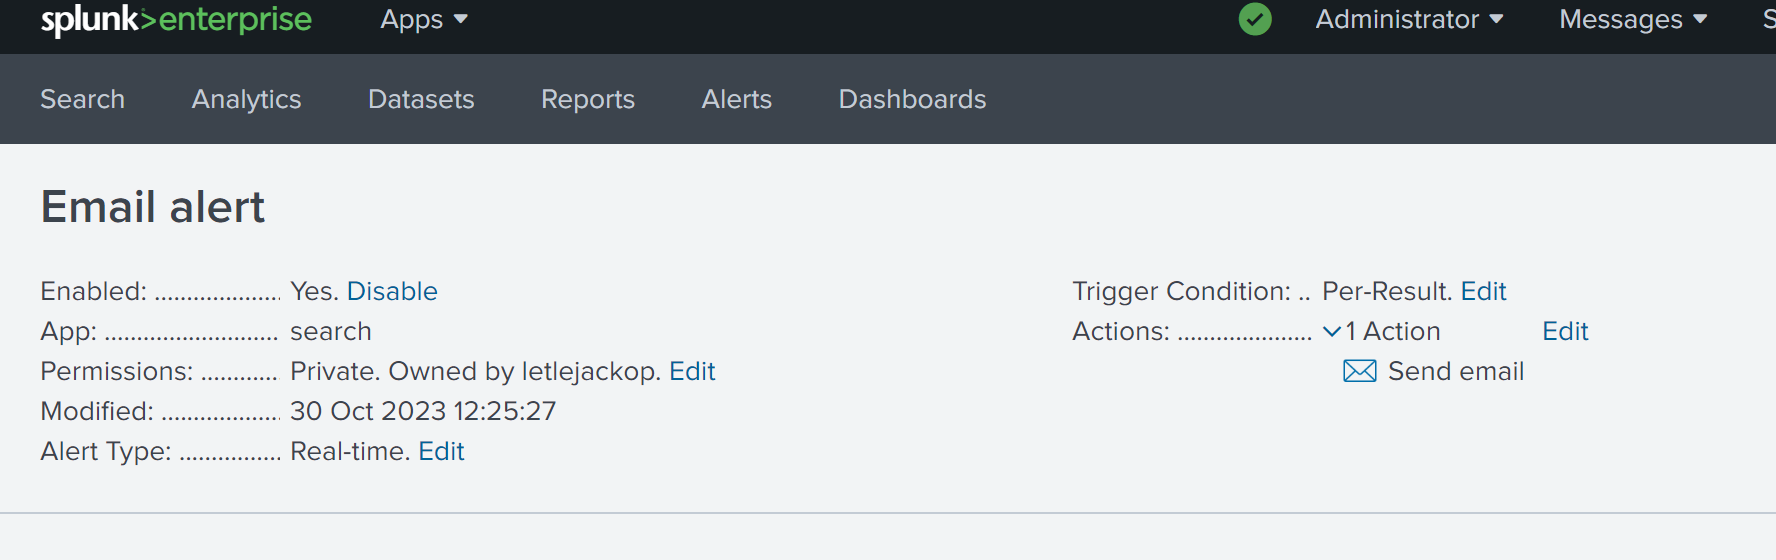 splunk>enterprise Apps Administrator Messages S
Search Analytics Datasets Reports Alerts Dashboards
Email alert
Enabled: .................... Yes. Disable
App: ........................... search
Permissions: ............ Private. Owned by letlejackop. Edit
Modified: ................... 30 Oct 2023 12:25:27
Alert Type: ................ Real-time. Edit
Trigger Condition: .. Per-Result. Edit
Actions: ..................... 1 Action Edit
Send email